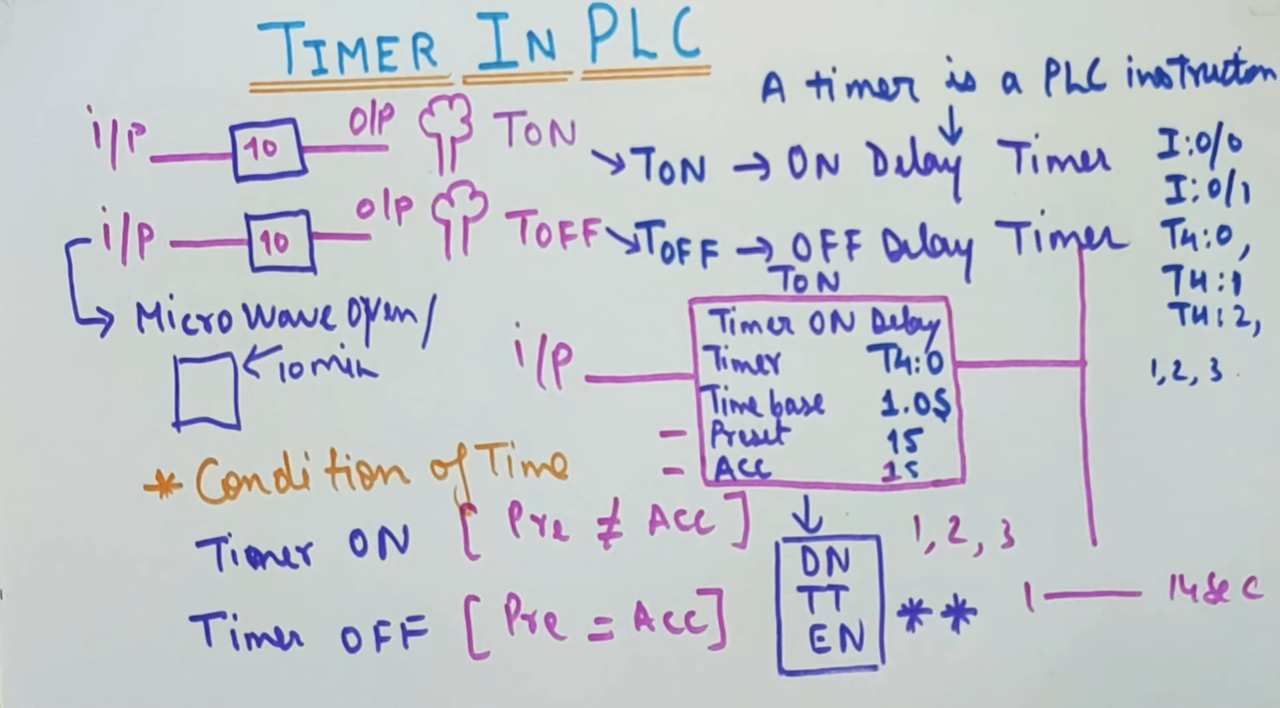 TIMER IN PLC
A timer is a PLC instructon
i/p 10 O/P TON
→ TON → ON Delay Timer
I:0/0
I:0/1
i/p 10 O/P TOFF
→ TOFF → OFF Delay Timer
T4:0,
T4:1
T4:2,
1,2,3
→ Microwave open/
← 10 min
TON
i/p
Timer ON Delay
Timer T4:0
Time base 1.0S
- Preset 15
- ACC 15
* Condition of Time
Timer ON [ Pre ≠ Acc ]
Timer OFF [ Pre = Acc ]
↓
DN
TT
EN
**
1, 2, 3
1 — 14 sec